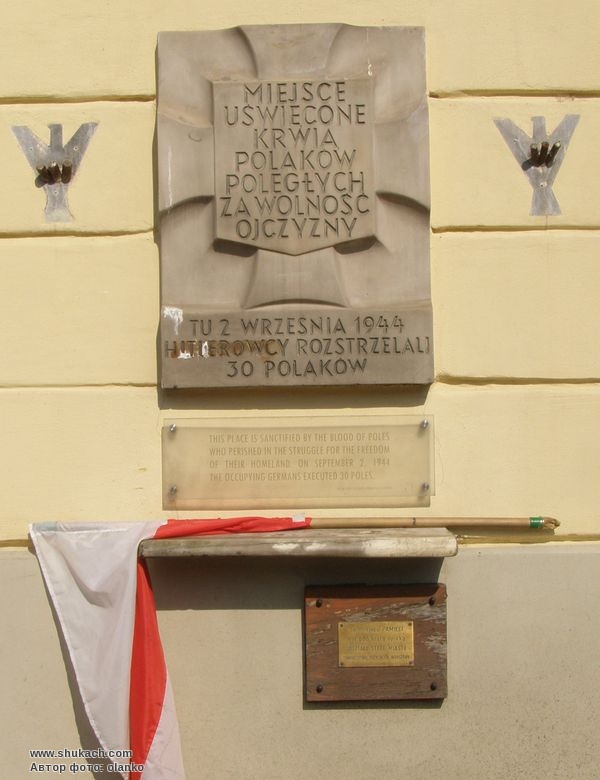 MIEJSCE
UŚWIĘCONE
KRWIĄ
POLAKÓW
POLEGŁYCH
ZA WOLNOŚĆ
OJCZYZNY
TU 2 WRZEŚNIA 1944
HITLEROWCY ROZSTRZELALI
30 POLAKÓW
THIS PLACE IS SANCTIFIED BY THE BLOOD OF POLES
WHO PERISHED IN THE STRUGGLE FOR THE FREEDOM
OF THEIR HOMELAND. ON SEPTEMBER 2, 1944
THE OCCUPYING GERMANS EXECUTED 30 POLES.
PAMIĘCI
MIASTA
www.shukach.com
Автор фото: olanko